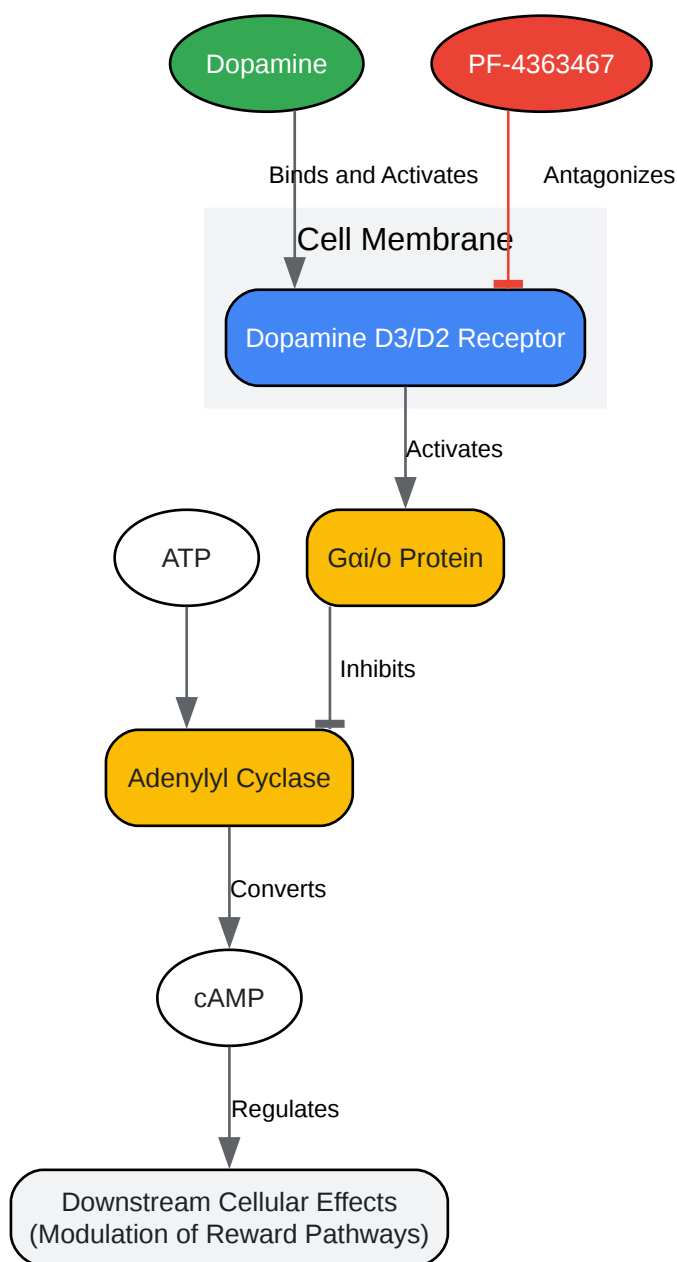 Dopamine
PF-4363467
Binds and Activates
Antagonizes
Cell Membrane
Dopamine D3/D2 Receptor
Activates
ATP
Gαi/o Protein
Inhibits
Adenylyl Cyclase
Converts
cAMP
Regulates
Downstream Cellular Effects
(Modulation of Reward Pathways)